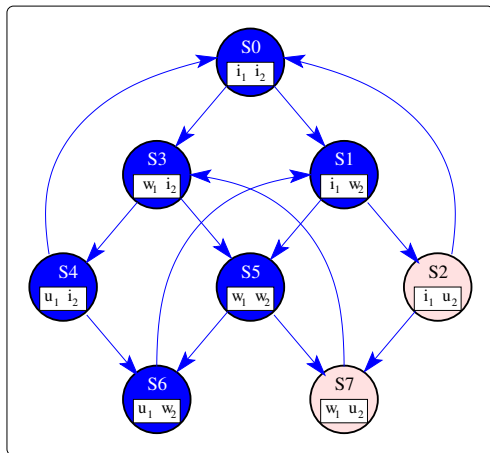 S0
i₁ i₂
S3
w₁ i₂
S1
i₁ w₂
S4
u₁ i₂
S5
w₁ w₂
S2
i₁ u₂
S6
u₁ w₂
S7
w₁ u₂